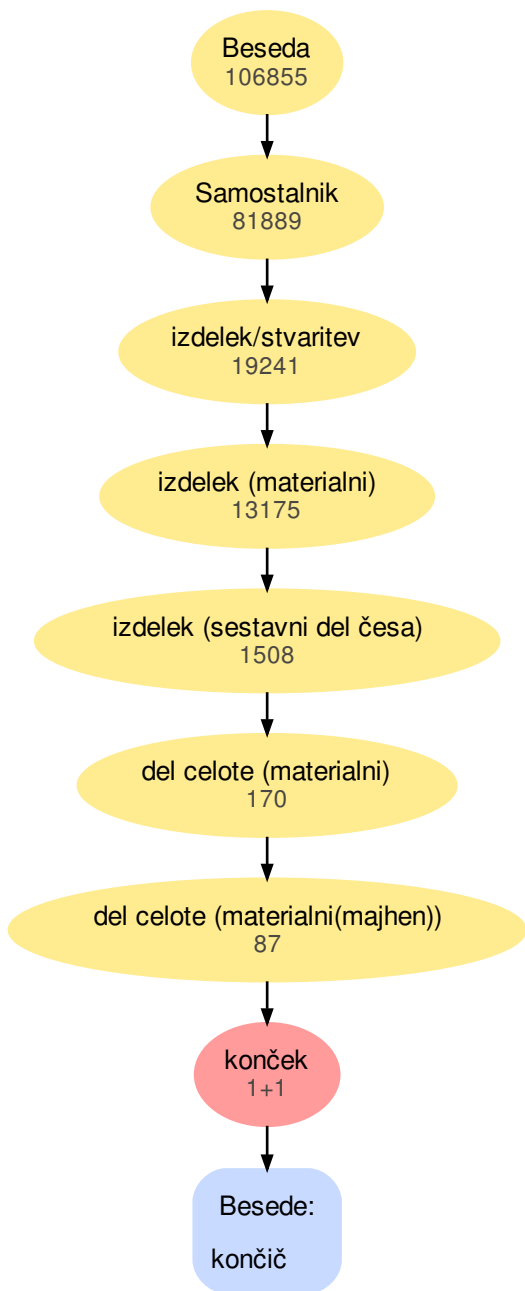 Beseda
106855
Samostalnik
81889
izdelek/stvaritev
19241
izdelek (materialni)
13175
izdelek (sestavni del česa)
1508
del celote (materialni)
170
del celote (materialni(majhen))
87
konček
1+1
Besede:
končič